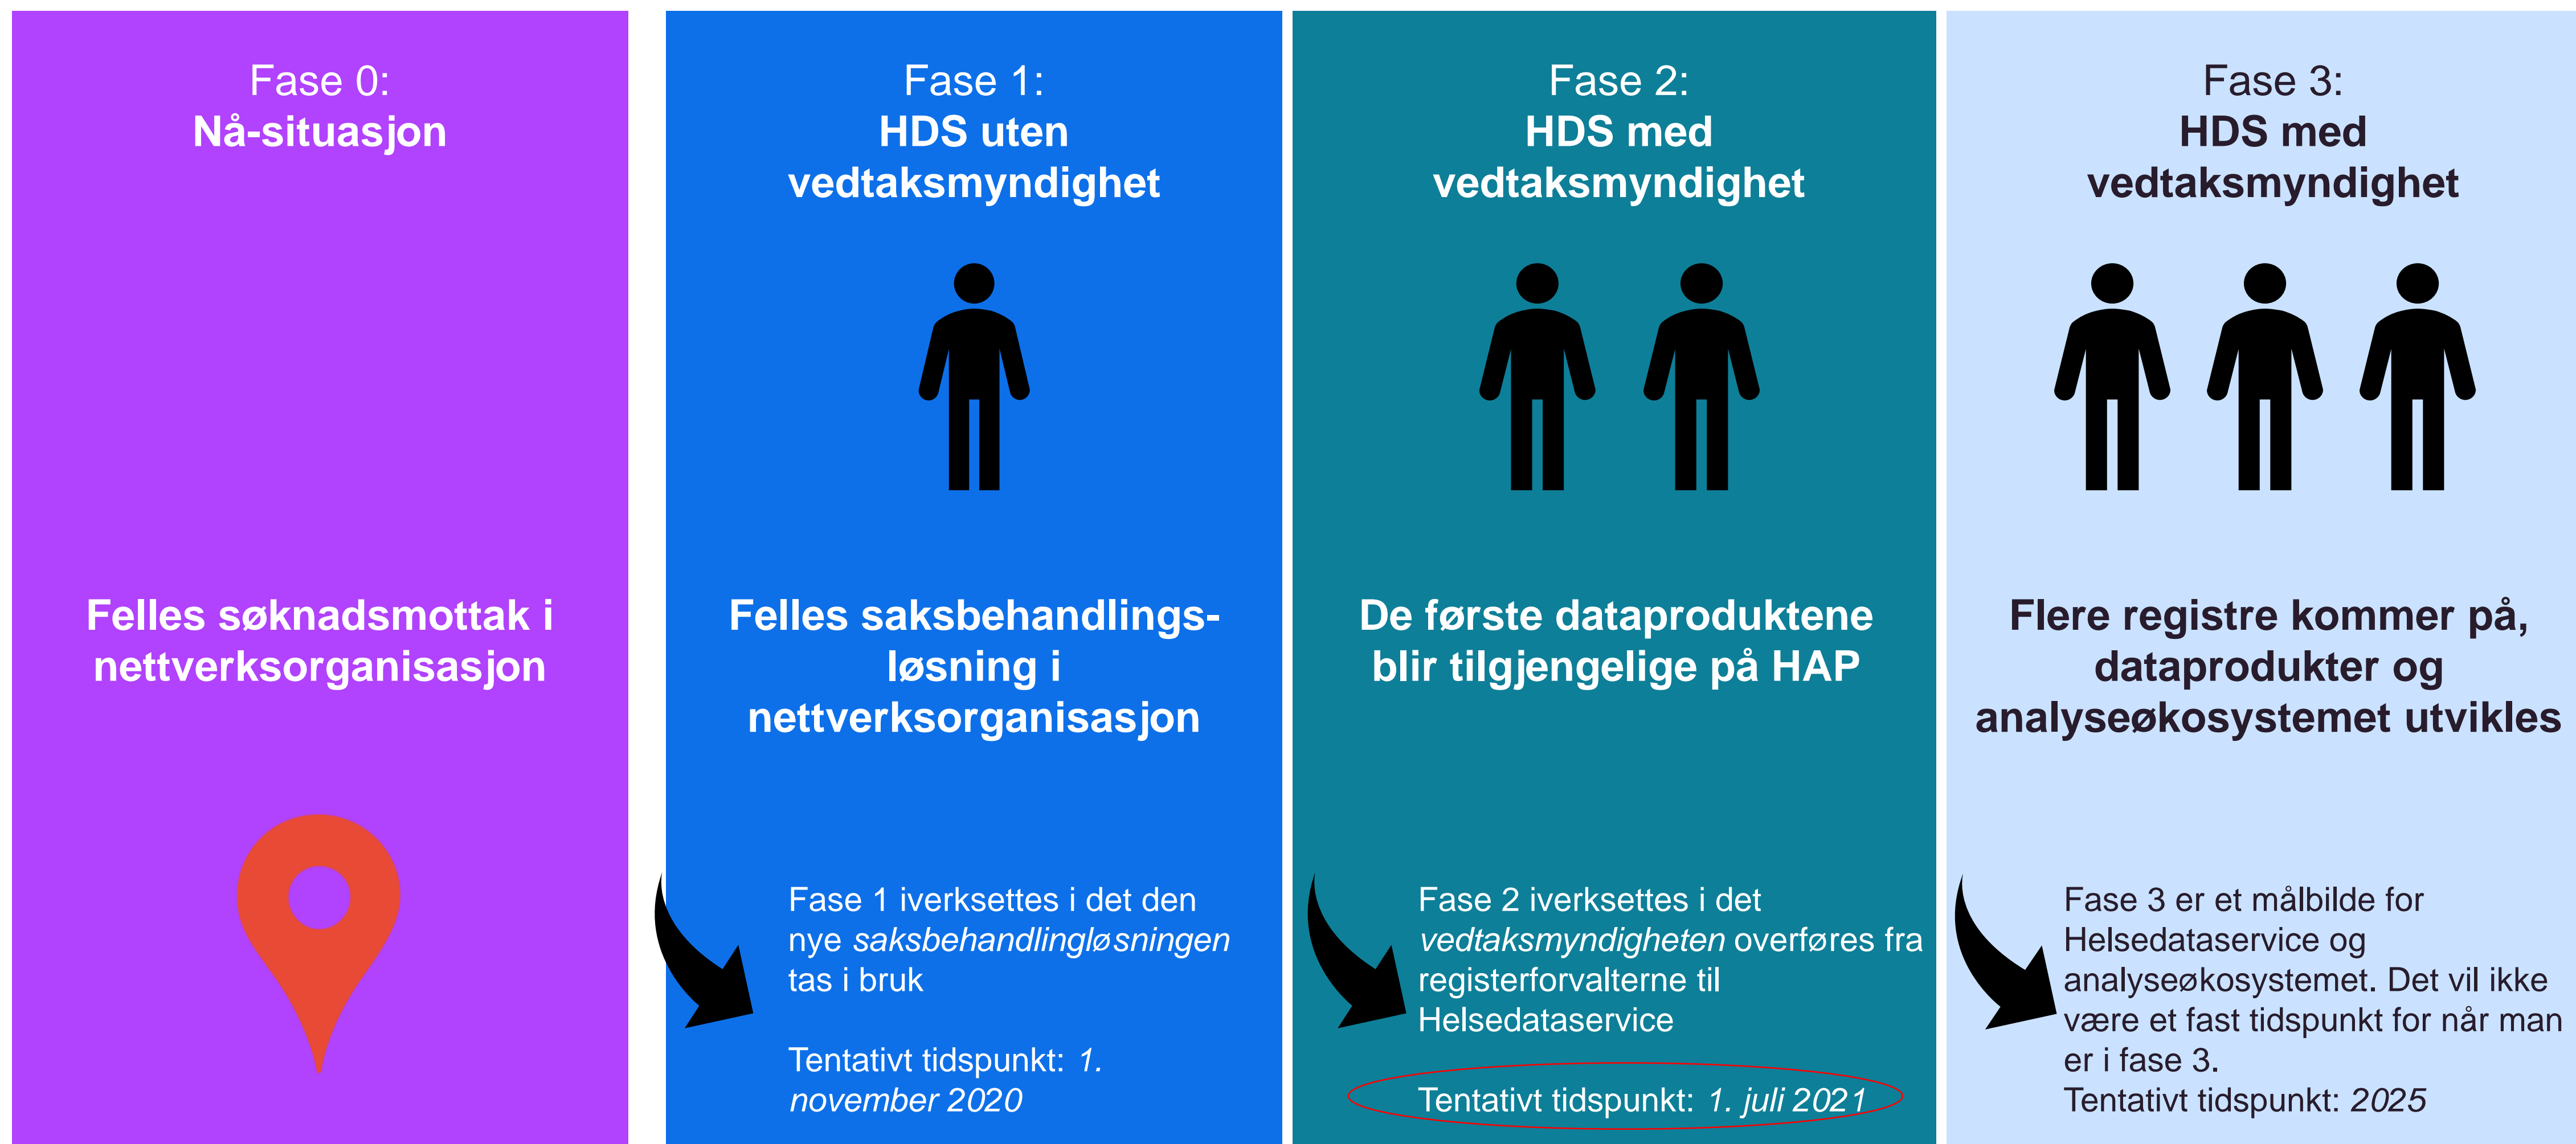 Fase 0:
Nå-situasjon
Felles søknadsmottak i
nettverksorganisasjon
Fase 1:
HDS uten
vedtaksmyndighet
Felles saksbehandlings-
løsning i
nettverksorganisasjon
Fase 1 iverksettes i det den
nye saksbehandlingløsningen
tas i bruk
Tentativt tidspunkt: 1.
november 2020
Fase 2:
HDS med
vedtaksmyndighet
De første dataproduktene
blir tilgjengelige på HAP
Fase 2 iverksettes i det
vedtaksmyndigheten overføres fra
registerforvalterne til
Helsedataservice
Tentativt tidspunkt: 1. juli 2021
Fase 3:
HDS med
vedtaksmyndighet
Flere registre kommer på,
dataprodukter og
analyseøkosystemet utvikles
Fase 3 er et målbilde for
Helsedataservice og
analyseøkosystemet. Det vil ikke
være et fast tidspunkt for når man
er i fase 3.
Tentativt tidspunkt: 2025